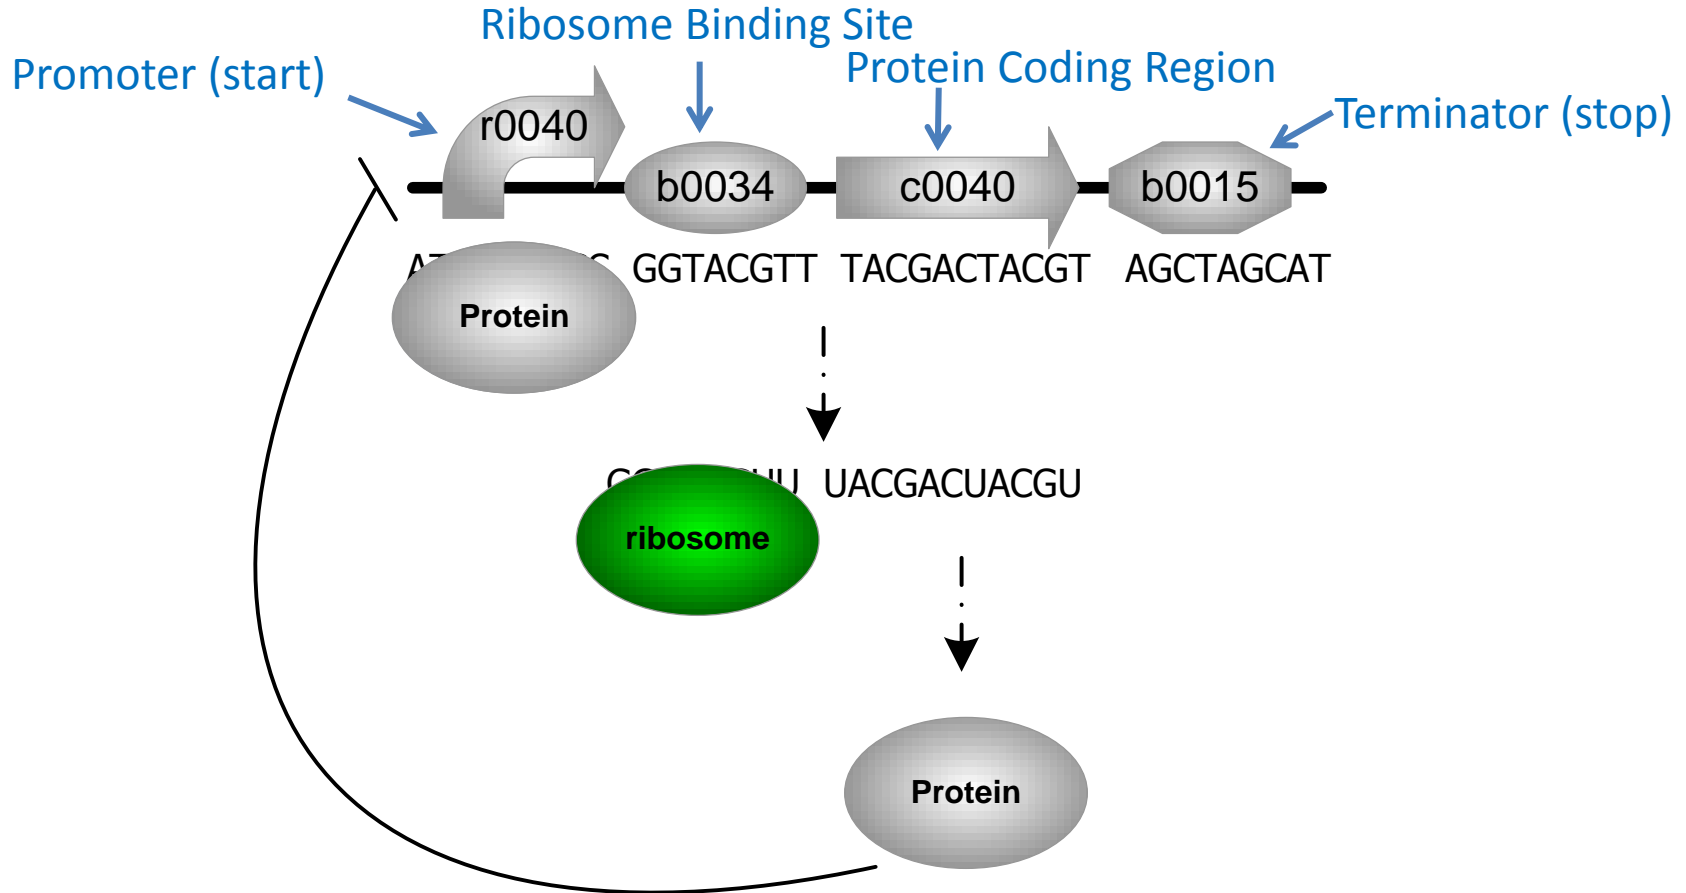 Ribosome Binding Site
Promoter (start)
Protein Coding Region
Terminator (stop)
r0040
b0034
c0040
b0015
GGTACGTT TACGACTACGT AGCTAGCAT
Protein
UACGACUACGU
ribosome
Protein